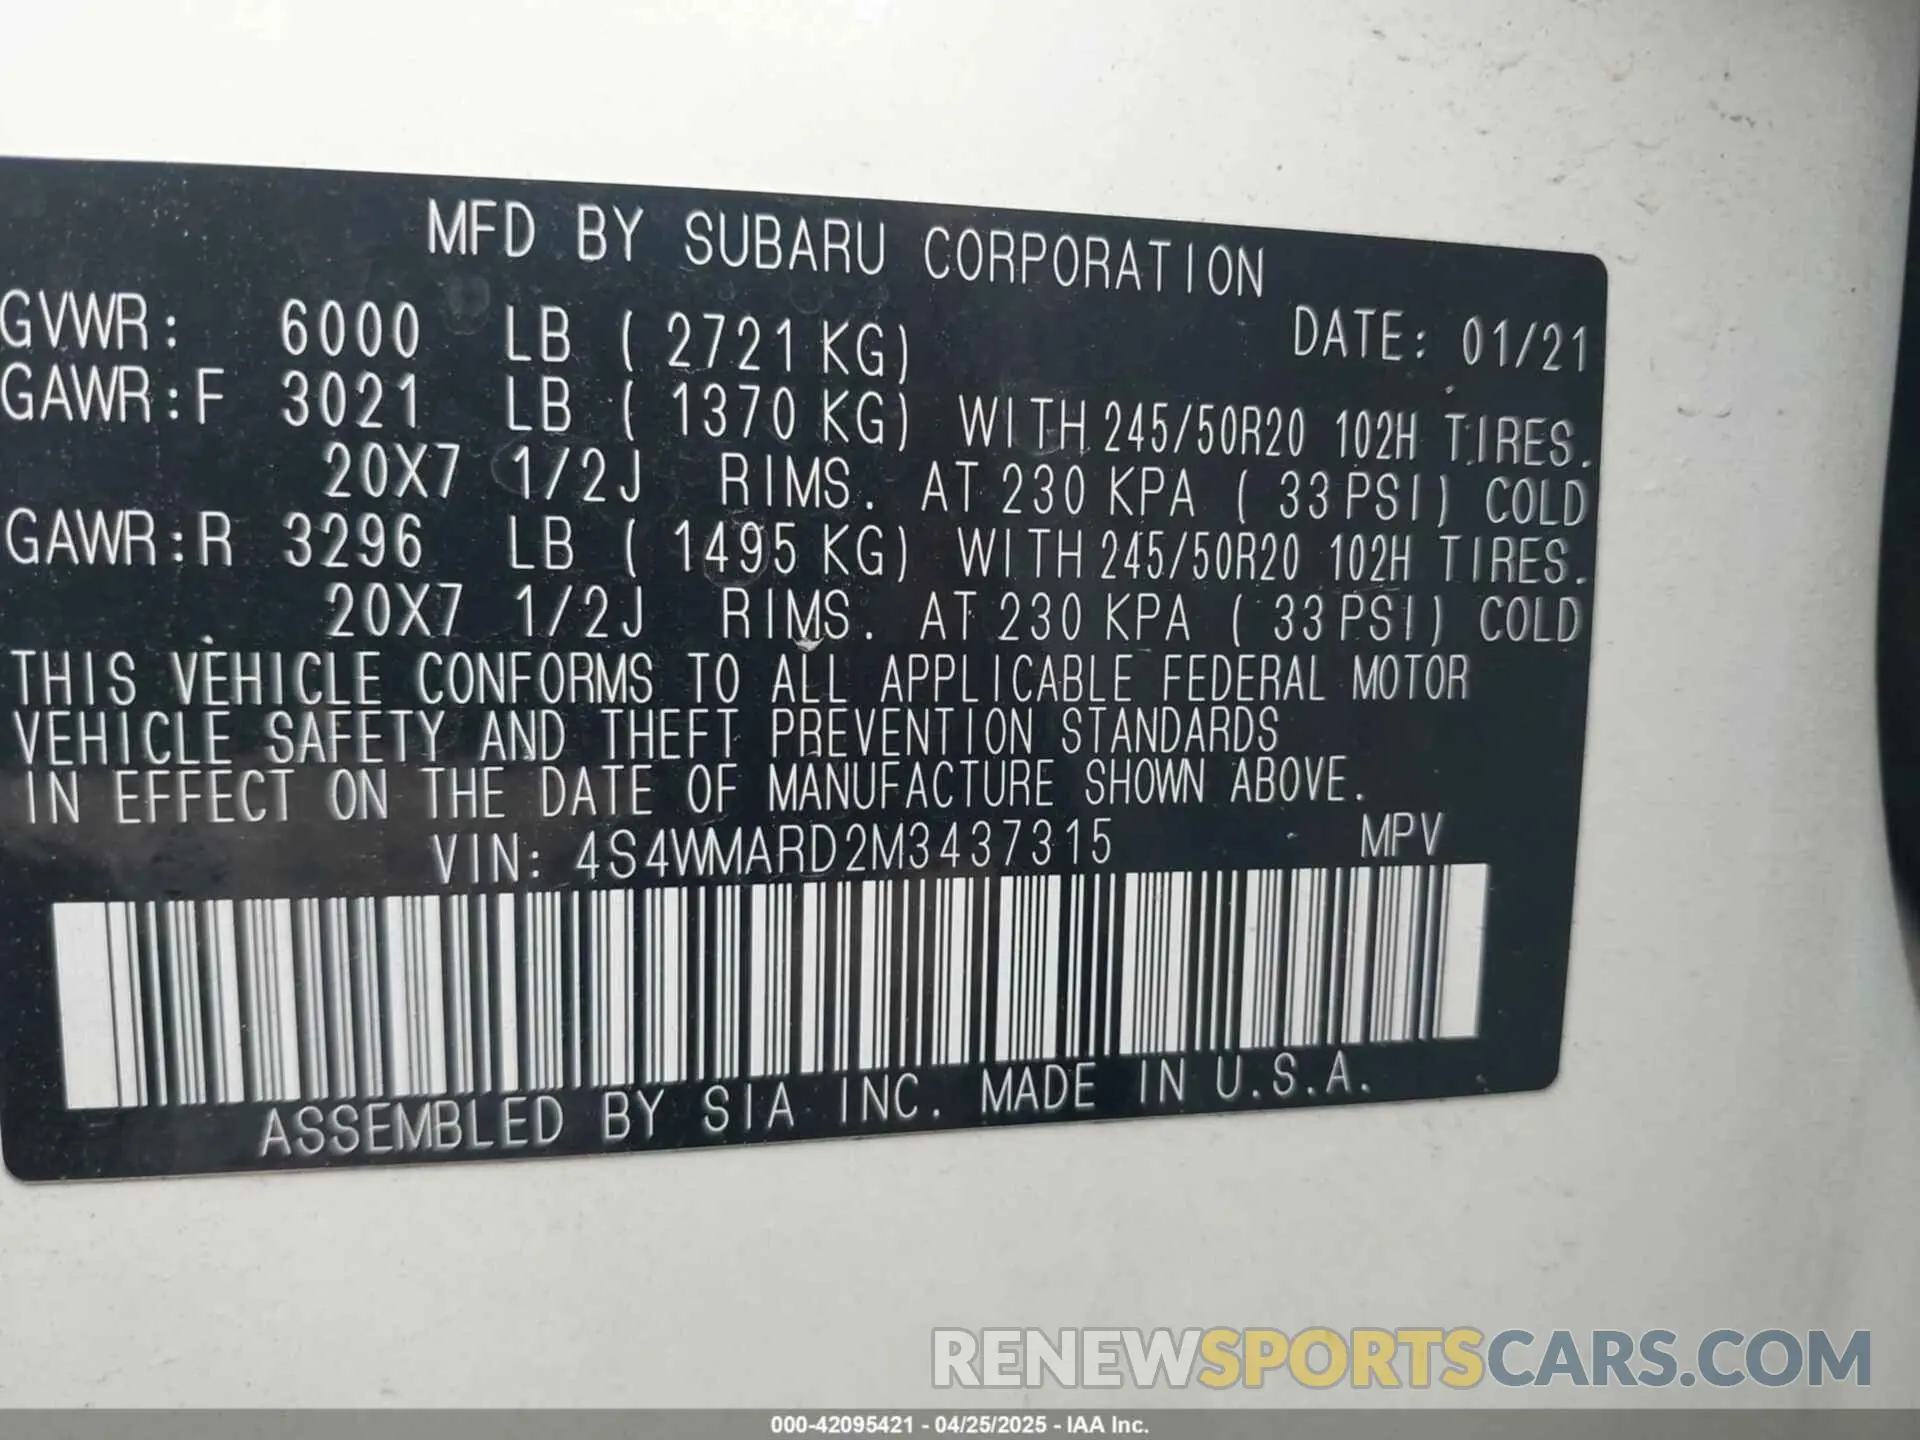 MFD BY SUBARU CORPORATION
GVWR: 6000 LB ( 2721 KG) DATE: 01/21
GAWR:F 3021 LB ( 1370 KG) WITH 245/50R20 102H TIRES.
20X7 1/2J RIMS. AT 230 KPA ( 33 PSI) COLD
GAWR:R 3296 LB ( 1495 KG) WITH 245/50R20 102H TIRES.
20X7 1/2J RIMS. AT 230 KPA ( 33 PSI) COLD
THIS VEHICLE CONFORMS TO ALL APPLICABLE FEDERAL MOTOR
VEHICLE SAFETY AND THEFT PREVENTION STANDARDS
IN EFFECT ON THE DATE OF MANUFACTURE SHOWN ABOVE.
VIN: 4S4WMARD2M3437315 MPV
ASSEMBLED BY SIA INC. MADE IN U.S.A.
RENEWSPORTSCARS.COM
000-42095421 - 04/25/2025 - IAA Inc.